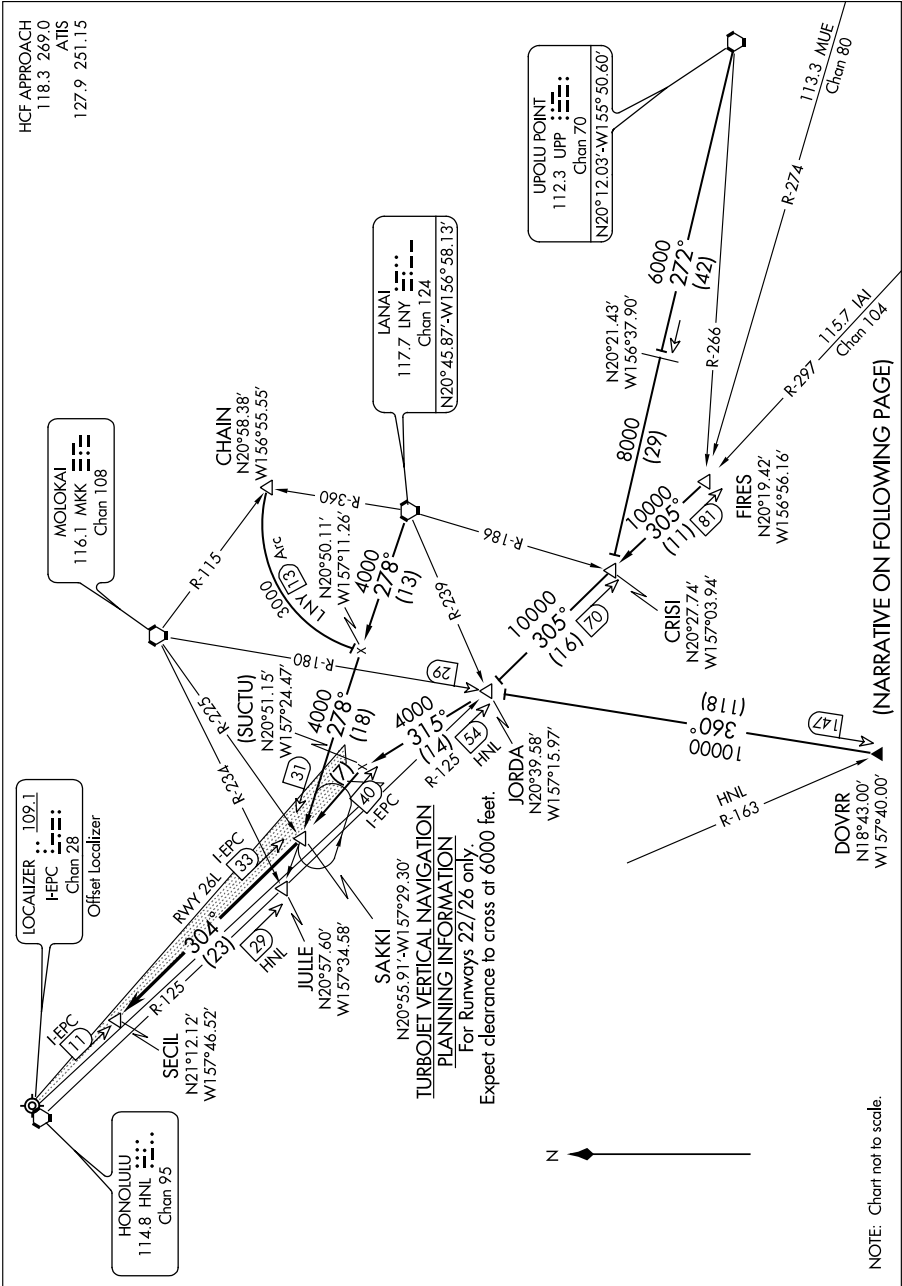 HCF APPROACH
118.3 269.0
ATIS
127.9 251.15
LOCALIZER 109.1
I-EPC
Chan 28
Offset Localizer
HONOLULU
114.8 HNL
Chan 95
MOLOKAI
116.1 MKK
Chan 108
LANAI
117.7 LNY
Chan 124
N20°45.87'-W156°58.13'
UPOLU POINT
112.3 UPP
Chan 70
N20°12.03'-W155°50.60'
CHAIN
N20°58.38'
W156°55.55'
R-115
R-360
3000
LNY 13 Arc
N20°50.11'
W157°11.26'
4000
278°
(13)
R-239
R-186
R-180
R-225
R-234
(SUCTU)
N20°51.15'
W157°24.47'
4000
278°
(18)
I-EPC
11
SECIL
N21°12.12'
W157°46.52'
RWY 26L
I-EPC
33
304°
(23)
R-125
29
HNL
JULLE
N20°57.60'
W157°34.58'
SAKKI
N20°55.91'-W157°29.30'
31
(7)
40
I-EPC
4000
315°
(14)
R-125
54
HNL
29
JORDA
N20°39.58'
W157°15.97'
10000
305°
(16)
70
CRISI
N20°27.74'
W157°03.94'
10000
305°
(11)
81
FIRES
N20°19.42'
W156°56.16'
8000
(29)
N20°21.43'
W156°37.90'
6000
272°
(42)
R-266
R-274
113.3 MUE
Chan 80
R-297
115.7 IAI
Chan 104
10000
360°
(118)
147
HNL
R-163
DOVRR
N18°43.00'
W157°40.00'
TURBOJET VERTICAL NAVIGATION
PLANNING INFORMATION
For Runways 22/26 only.
Expect clearance to cross at 6000 feet.
N
NOTE: Chart not to scale.
(NARRATIVE ON FOLLOWING PAGE)